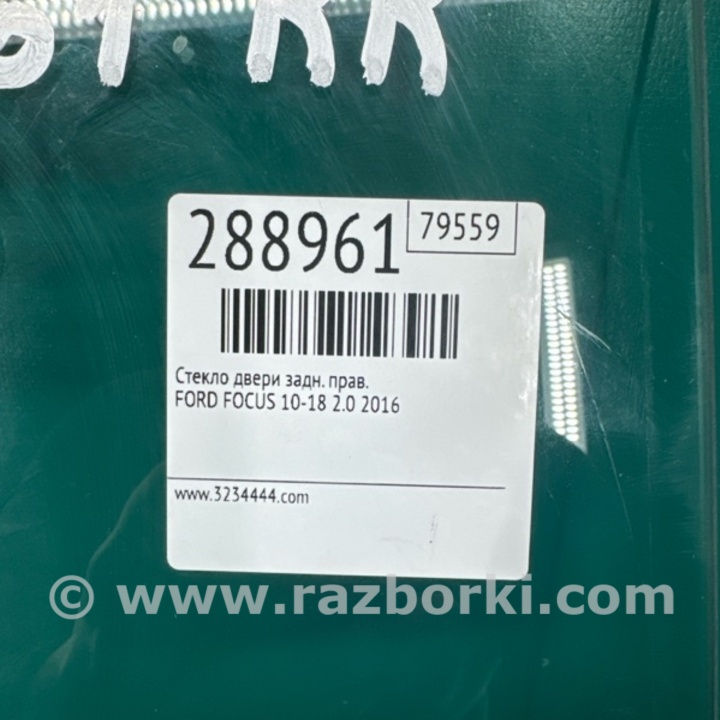 61 RR
288961
79559
Стекло двери задн. прав.
FORD FOCUS 10-18 2.0 2016
www.3234444.com
© www.razborki.com